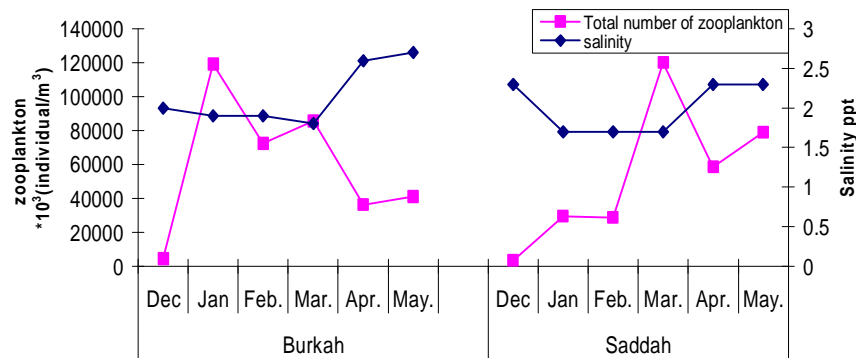 Total number of zooplankton
salinity
zooplankton
*10³(individual/m³)
140000
120000
100000
80000
60000
40000
20000
0
3
2.5
2
1.5
1
0.5
0
Salinity ppt
Dec Jan Feb. Mar. Apr. May. Dec Jan Feb. Mar. Apr. May.
Burkah Saddah